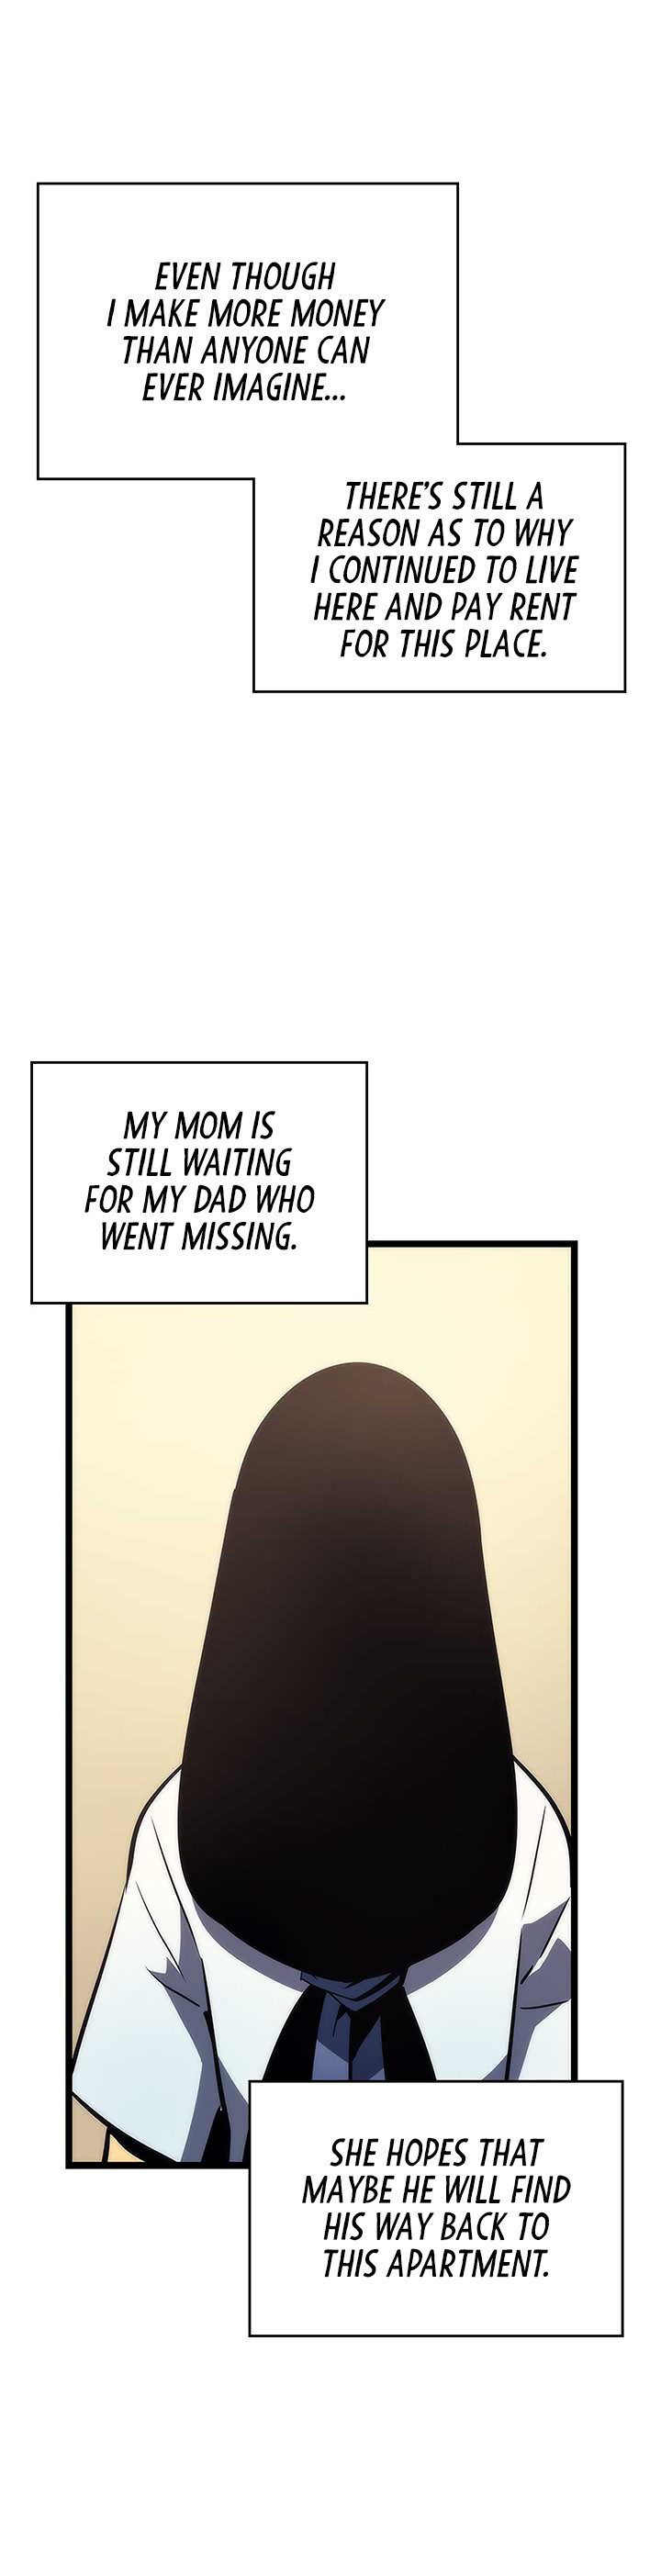 EVEN THOUGH
I MAKE MORE MONEY
THAN ANYONE CAN
EVER IMAGINE...
THERE'S STILL A
REASON AS TO WHY
I CONTINUED TO LIVE
HERE AND PAY RENT
FOR THIS PLACE.
MY MOM IS
STILL WAITING
FOR MY DAD WHO
WENT MISSING.
SHE HOPES THAT
MAYBE HE WILL FIND
HIS WAY BACK TO
THIS APARTMENT.